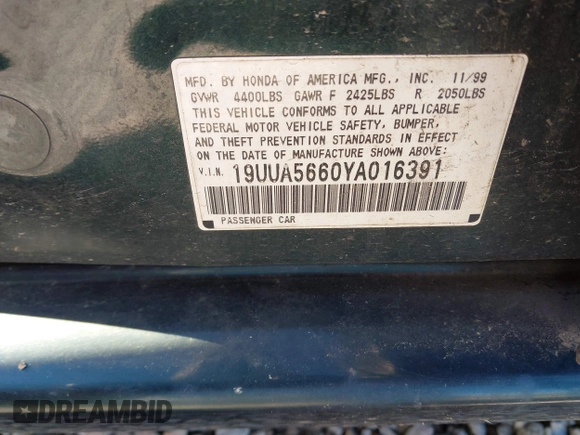 MFD. BY HONDA OF AMERICA MFG., INC. 11/99
GVWR 4400LBS GAWR F 2425LBS R 2050LBS
THIS VEHICLE CONFORMS TO ALL APPLICABLE
FEDERAL MOTOR VEHICLE SAFETY, BUMPER,
AND THEFT PREVENTION STANDARDS IN EFFECT
ON THE DATE OF MANUFACTURE SHOWN ABOVE:
V.I.N. 19UUA5660YA016391
PASSENGER CAR
DREAMBID